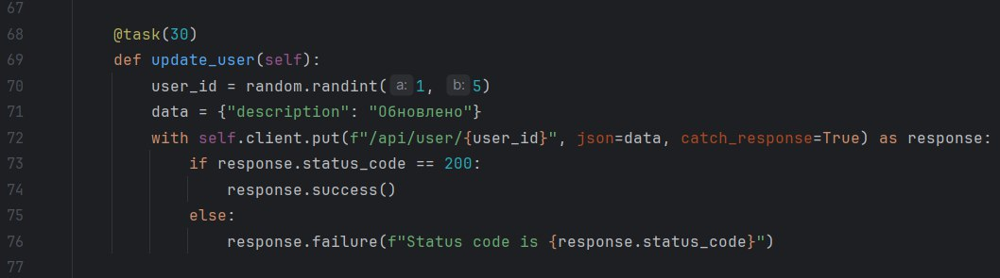 67
68 @task(30)
69 def update_user(self):
70 user_id = random.randint( a: 1, b: 5)
71 data = {"description": "Обновлено"}
72 with self.client.put(f"/api/user/{user_id}", json=data, catch_response=True) as response:
73 if response.status_code == 200:
74 response.success()
75 else:
76 response.failure(f"Status code is {response.status_code}")
77